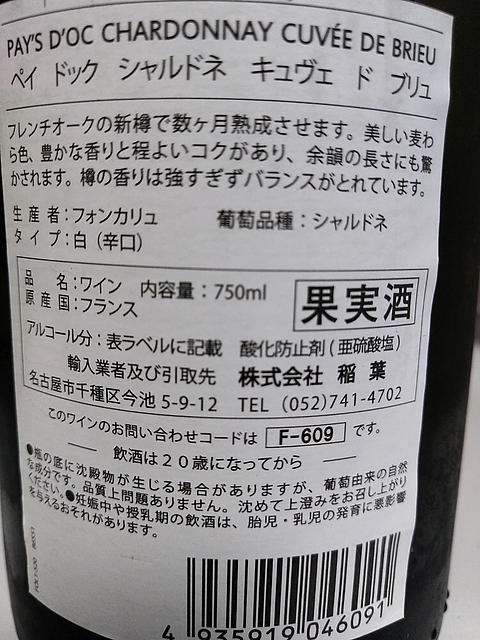 PAY'S D'OC CHARDONNAY CUVÉE DE BRIEU
ペイ ドック シャルドネ キュヴェ ド ブリュ
フレンチオークの新樽で数ヶ月熟成させます。美しい麦わ
ら色、豊かな香りと程よいコクがあり、余韻の長さにも驚
かされます。樽の香りは強すぎずバランスがとれています。
生産者：フォンカリュ 葡萄品種：シャルドネ
タイプ：白（辛口）
品 名：ワイン 内容量：750ml
原産国：フランス
果実酒
アルコール分：表ラベルに記載 酸化防止剤(亜硫酸塩)
輸入業者及び引取先 株式会社 稲葉
名古屋市千種区今池 5-9-12 TEL (052)741-4702
このワインのお問い合わせコードは F-609 です。
飲酒は２０歳になってから
●瓶の底に沈殿物が生じる場合がありますが、葡萄由来の自然
な成分です。品質上問題ありません。沈めて上澄みをお召し上がり
ください。●妊娠中や授乳期の飲酒は、胎児・乳児の発育に悪影響
を与えるおそれがあります。
4 935919 046091